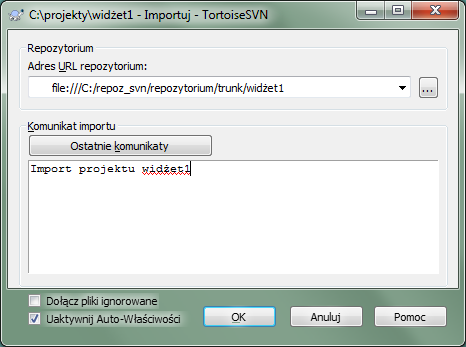 C:\projekty\widżet1 - Importuj - TortoiseSVN
Repozytorium
Adres URL repozytorium:
file:///C:/repoz_svn/repozytorium/trunk/widżet1
...
Komunikat importu
Ostatnie komunikaty
Import projektu widżet1
Dołącz pliki ignorowane
Uaktywnij Auto-Właściwości
OK
Anuluj
Pomoc